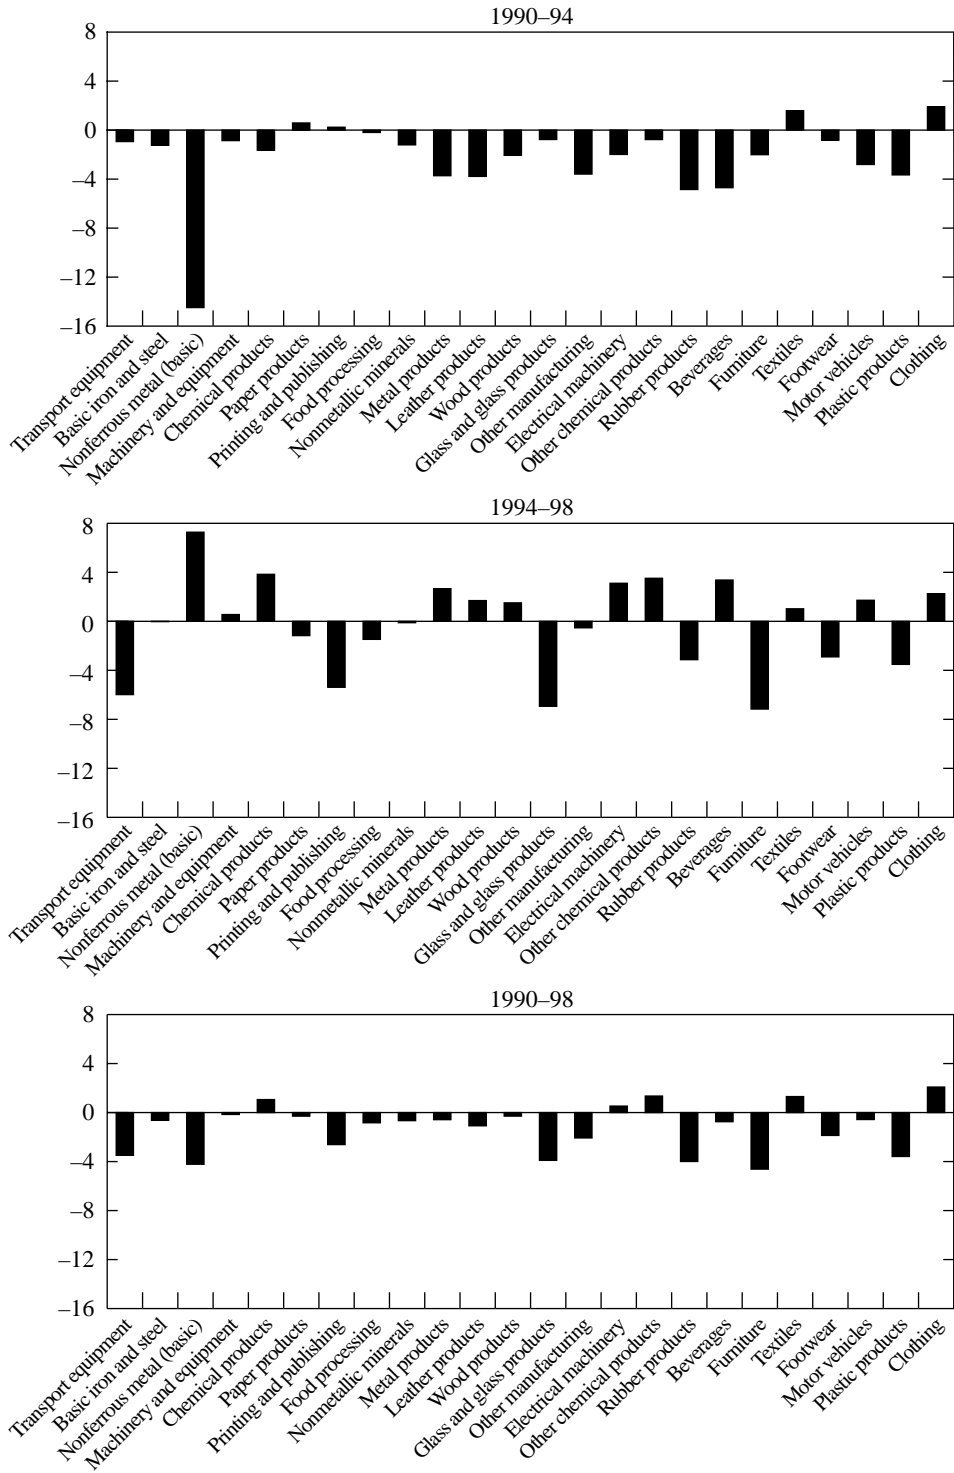 1990–94
8
4
0
–4
–8
–12
–16
Transport equipment
Basic iron and steel
Nonferrous metal (basic)
Machinery and equipment
Chemical products
Paper products
Printing and publishing
Food processing
Nonmetallic minerals
Metal products
Leather products
Wood products
Glass and glass products
Other manufacturing
Electrical machinery
Other chemical products
Rubber products
Beverages
Furniture
Textiles
Footwear
Motor vehicles
Plastic products
Clothing
1994–98
8
4
0
–4
–8
–12
–16
Transport equipment
Basic iron and steel
Nonferrous metal (basic)
Machinery and equipment
Chemical products
Paper products
Printing and publishing
Food processing
Nonmetallic minerals
Metal products
Leather products
Wood products
Glass and glass products
Other manufacturing
Electrical machinery
Other chemical products
Rubber products
Beverages
Furniture
Textiles
Footwear
Motor vehicles
Plastic products
Clothing
1990–98
8
4
0
–4
–8
–12
–16
Transport equipment
Basic iron and steel
Nonferrous metal (basic)
Machinery and equipment
Chemical products
Paper products
Printing and publishing
Food processing
Nonmetallic minerals
Metal products
Leather products
Wood products
Glass and glass products
Other manufacturing
Electrical machinery
Other chemical products
Rubber products
Beverages
Furniture
Textiles
Footwear
Motor vehicles
Plastic products
Clothing